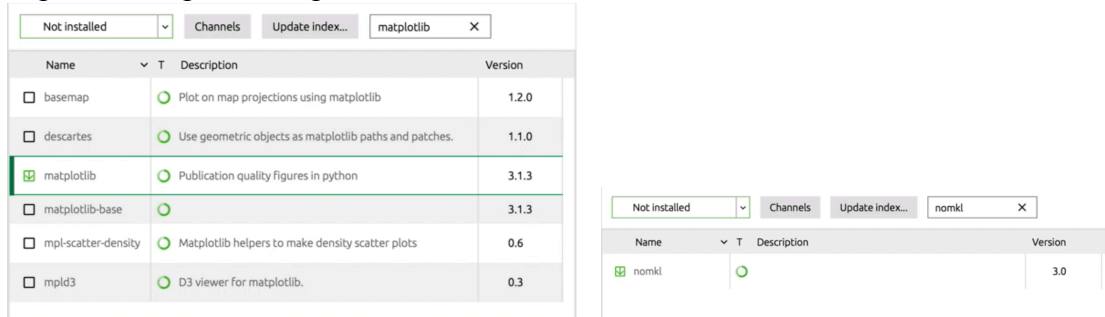 Not installed Channels Update index... matplotlib
Name T Description Version
basemap Plot on map projections using matplotlib 1.2.0
descartes Use geometric objects as matplotlib paths and patches. 1.1.0
matplotlib Publication quality figures in python 3.1.3
matplotlib-base 3.1.3
mpl-scatter-density Matplotlib helpers to make density scatter plots 0.6
mpld3 D3 viewer for matplotlib. 0.3
Not installed Channels Update index... nomkl
Name T Description Version
nomkl 3.0